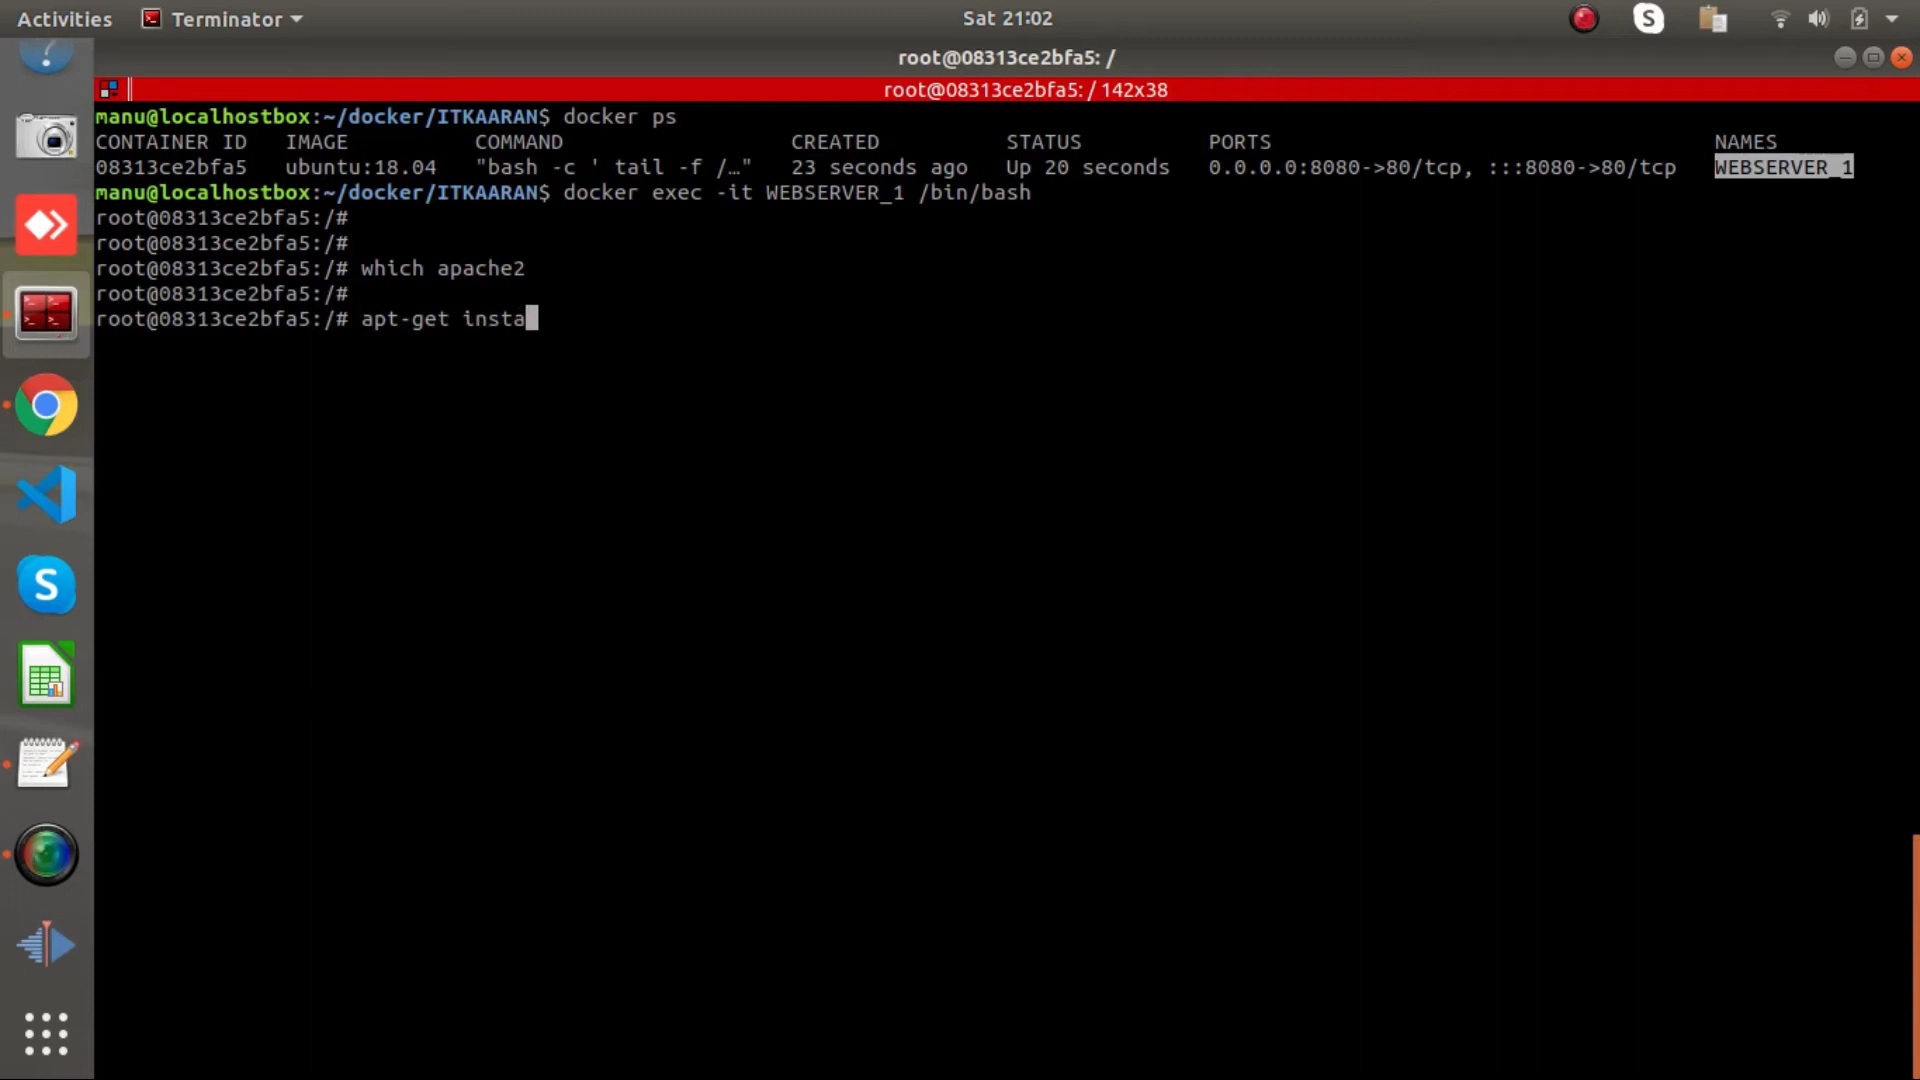 Activities Terminator Sat 21:02 S
root@08313ce2bfa5: /
root@08313ce2bfa5: / 142x38
manu@localhostbox:~/docker/ITKAARAN$ docker ps
CONTAINER ID IMAGE COMMAND CREATED STATUS PORTS NAMES
08313ce2bfa5 ubuntu:18.04 "bash -c ' tail -f /…" 23 seconds ago Up 20 seconds 0.0.0.0:8080->80/tcp, :::8080->80/tcp WEBSERVER_1
manu@localhostbox:~/docker/ITKAARAN$ docker exec -it WEBSERVER_1 /bin/bash
root@08313ce2bfa5:/#
root@08313ce2bfa5:/#
root@08313ce2bfa5:/# which apache2
root@08313ce2bfa5:/#
root@08313ce2bfa5:/# apt-get insta
?
S